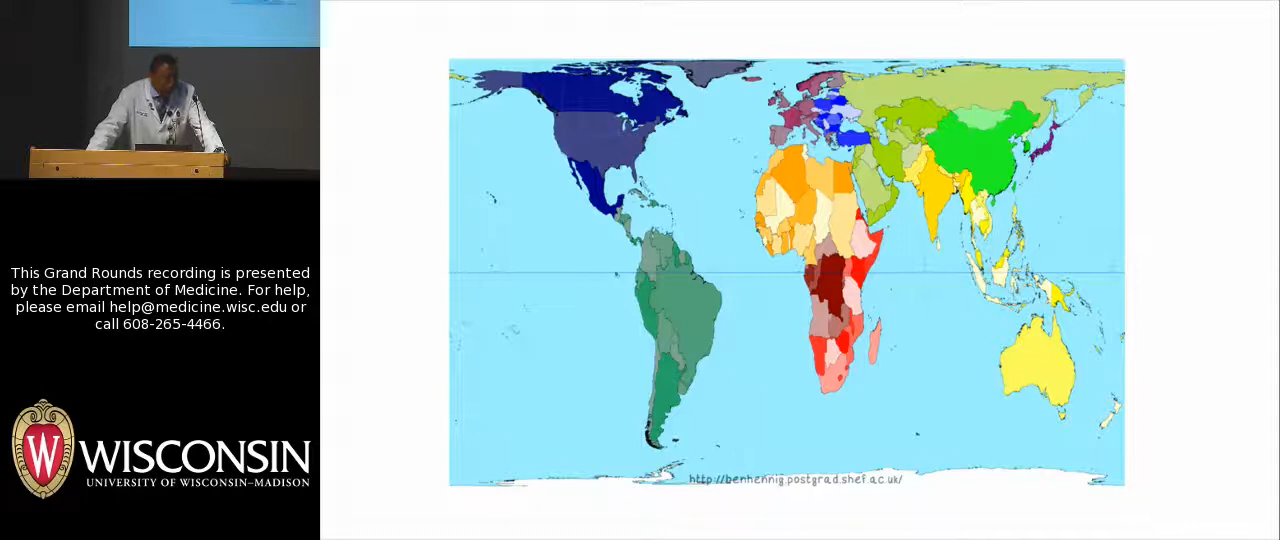 This Grand Rounds recording is presented
by the Department of Medicine. For help,
please email help@medicine.wisc.edu or
call 608-265-4466.
W
WISCONSIN
UNIVERSITY OF WISCONSIN–MADISON
http://benhennig.postgrad.shef.ac.uk/